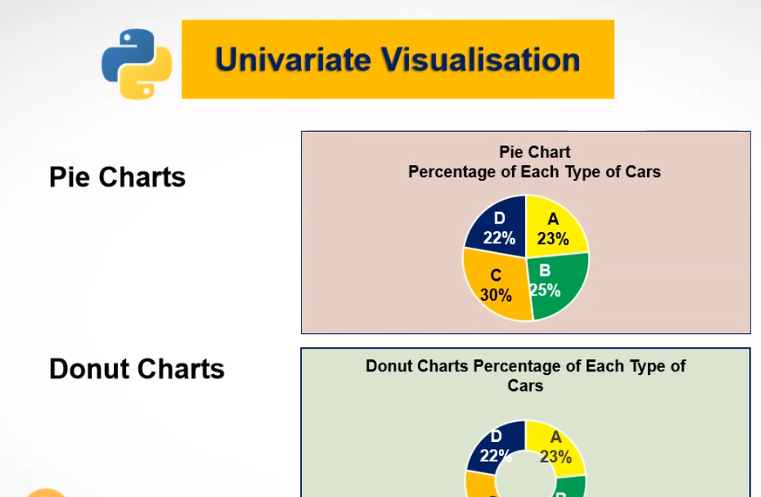 Univariate Visualisation
Pie Charts
Pie Chart
Percentage of Each Type of Cars
D
22%
A
23%
C
30%
B
25%
Donut Charts
Donut Charts Percentage of Each Type of
Cars
D
22%
A
23%